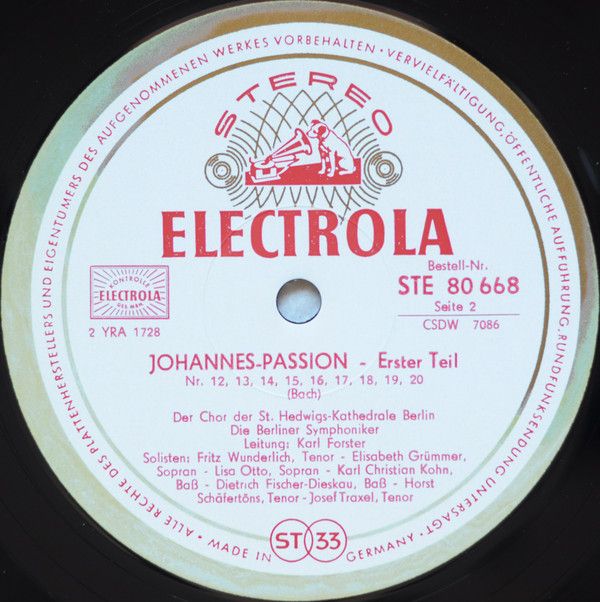 ALLE RECHTE DES PLATTENHERSTELLERS UND EIGENTÜMERS DES AUFGENOMMENEN WERKES VORBEHALTEN · VERVIELFÄLTIGUNG, ÖFFENTLICHE AUFFÜHRUNG, RUNDFUNKSENDUNG UNTERSAGT ·
STEREO
ELECTROLA
KONTROLLE
ELECTROLA
GES.M.B.H.
2 YRA 1728
Bestell-Nr.
STE 80 668
Seite 2
CSDW 7086
JOHANNES-PASSION - Erster Teil
Nr. 12, 13, 14, 15, 16, 17, 18, 19, 20
(Bach)
Der Chor der St. Hedwigs-Kathedrale Berlin
Die Berliner Symphoniker
Leitung: Karl Forster
Solisten: Fritz Wunderlich, Tenor - Elisabeth Grümmer,
Sopran - Lisa Otto, Sopran - Karl Christian Kohn,
Baß - Dietrich Fischer-Dieskau, Baß - Horst
Schäfertöns, Tenor - Josef Traxel, Tenor
ST 33
MADE IN GERMANY